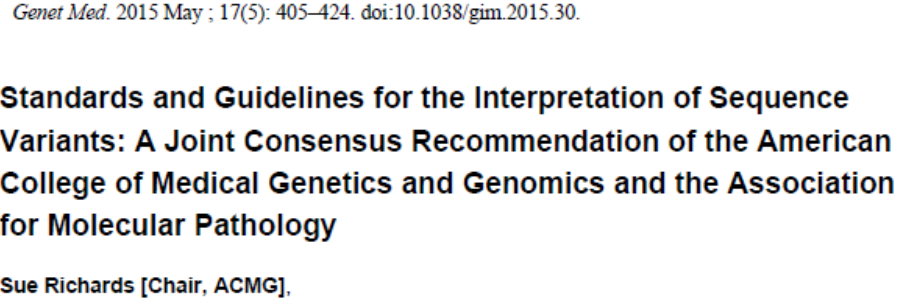 Genet Med. 2015 May ; 17(5): 405–424. doi:10.1038/gim.2015.30.
Standards and Guidelines for the Interpretation of Sequence
Variants: A Joint Consensus Recommendation of the American
College of Medical Genetics and Genomics and the Association
for Molecular Pathology
Sue Richards [Chair, ACMG],